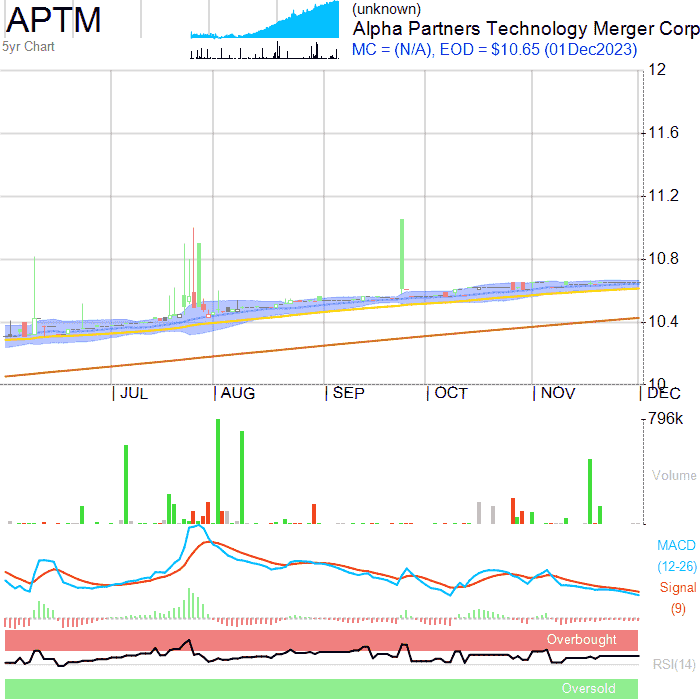 APTM
5yr Chart
(unknown)
Alpha Partners Technology Merger Corp
MC = (N/A), EOD = $10.65 (01Dec2023)
12
11.6
11.2
10.8
10.4
10
JUL
AUG
SEP
OCT
NOV
DEC
796k
Volume
MACD
(12-26)
Signal
(9)
Overbought
RSI(14)
Oversold